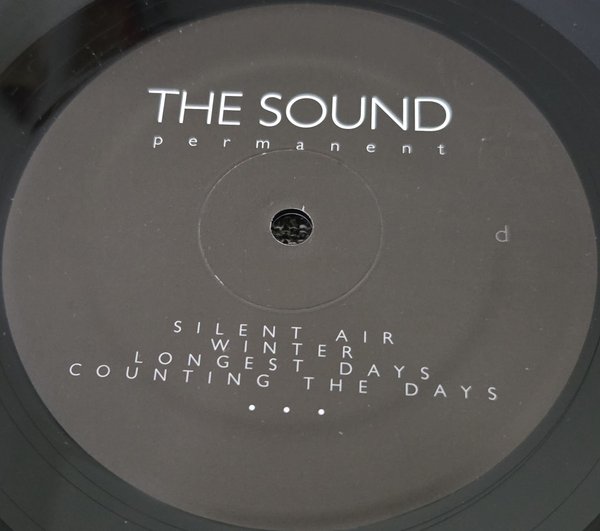 THE SOUND
permanent
d
SILENT AIR
WINTER
LONGEST DAYS
COUNTING THE DAYS
• • •